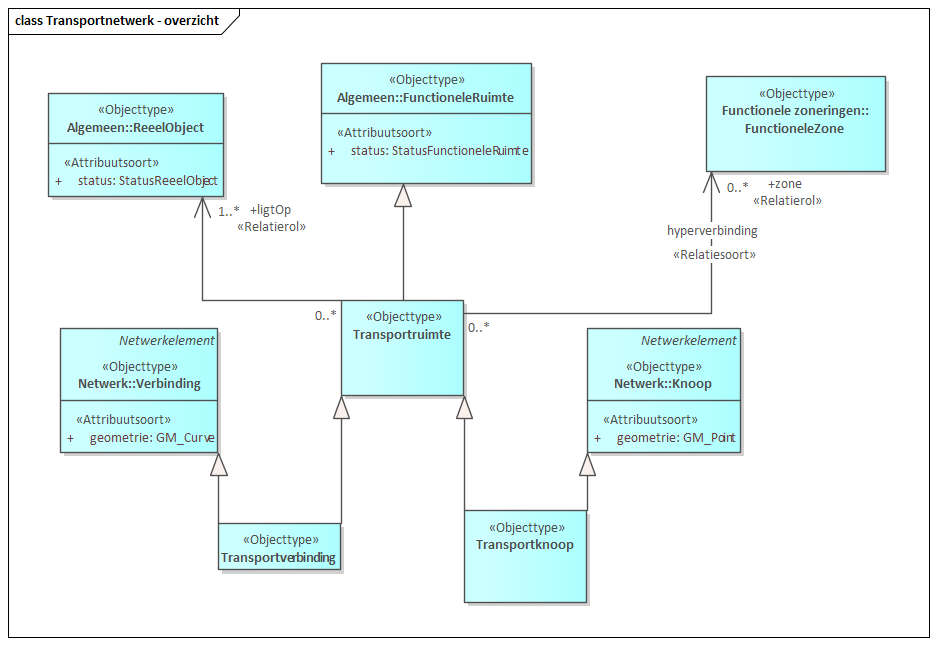 class Transportnetwerk - overzicht
«Objecttype»
Algemeen::ReeelObject
«Attribuutsoort»
+ status: StatusReeelObject
«Objecttype»
Algemeen::FunctioneleRuimte
«Attribuutsoort»
+ status: StatusFunctioneleRuimte
«Objecttype»
Functionele zoneringen::
FunctioneleZone
1..* +ligtOp
«Relatierol»
0..* +zone
«Relatierol»
hyperverbinding
«Relatiesoort»
0..*
0..*
«Objecttype»
Transportruimte
Netwerkelement
«Objecttype»
Netwerk::Verbinding
«Attribuutsoort»
+ geometrie: GM_Curve
Netwerkelement
«Objecttype»
Netwerk::Knoop
«Attribuutsoort»
+ geometrie: GM_Point
«Objecttype»
Transportverbinding
«Objecttype»
Transportknoop